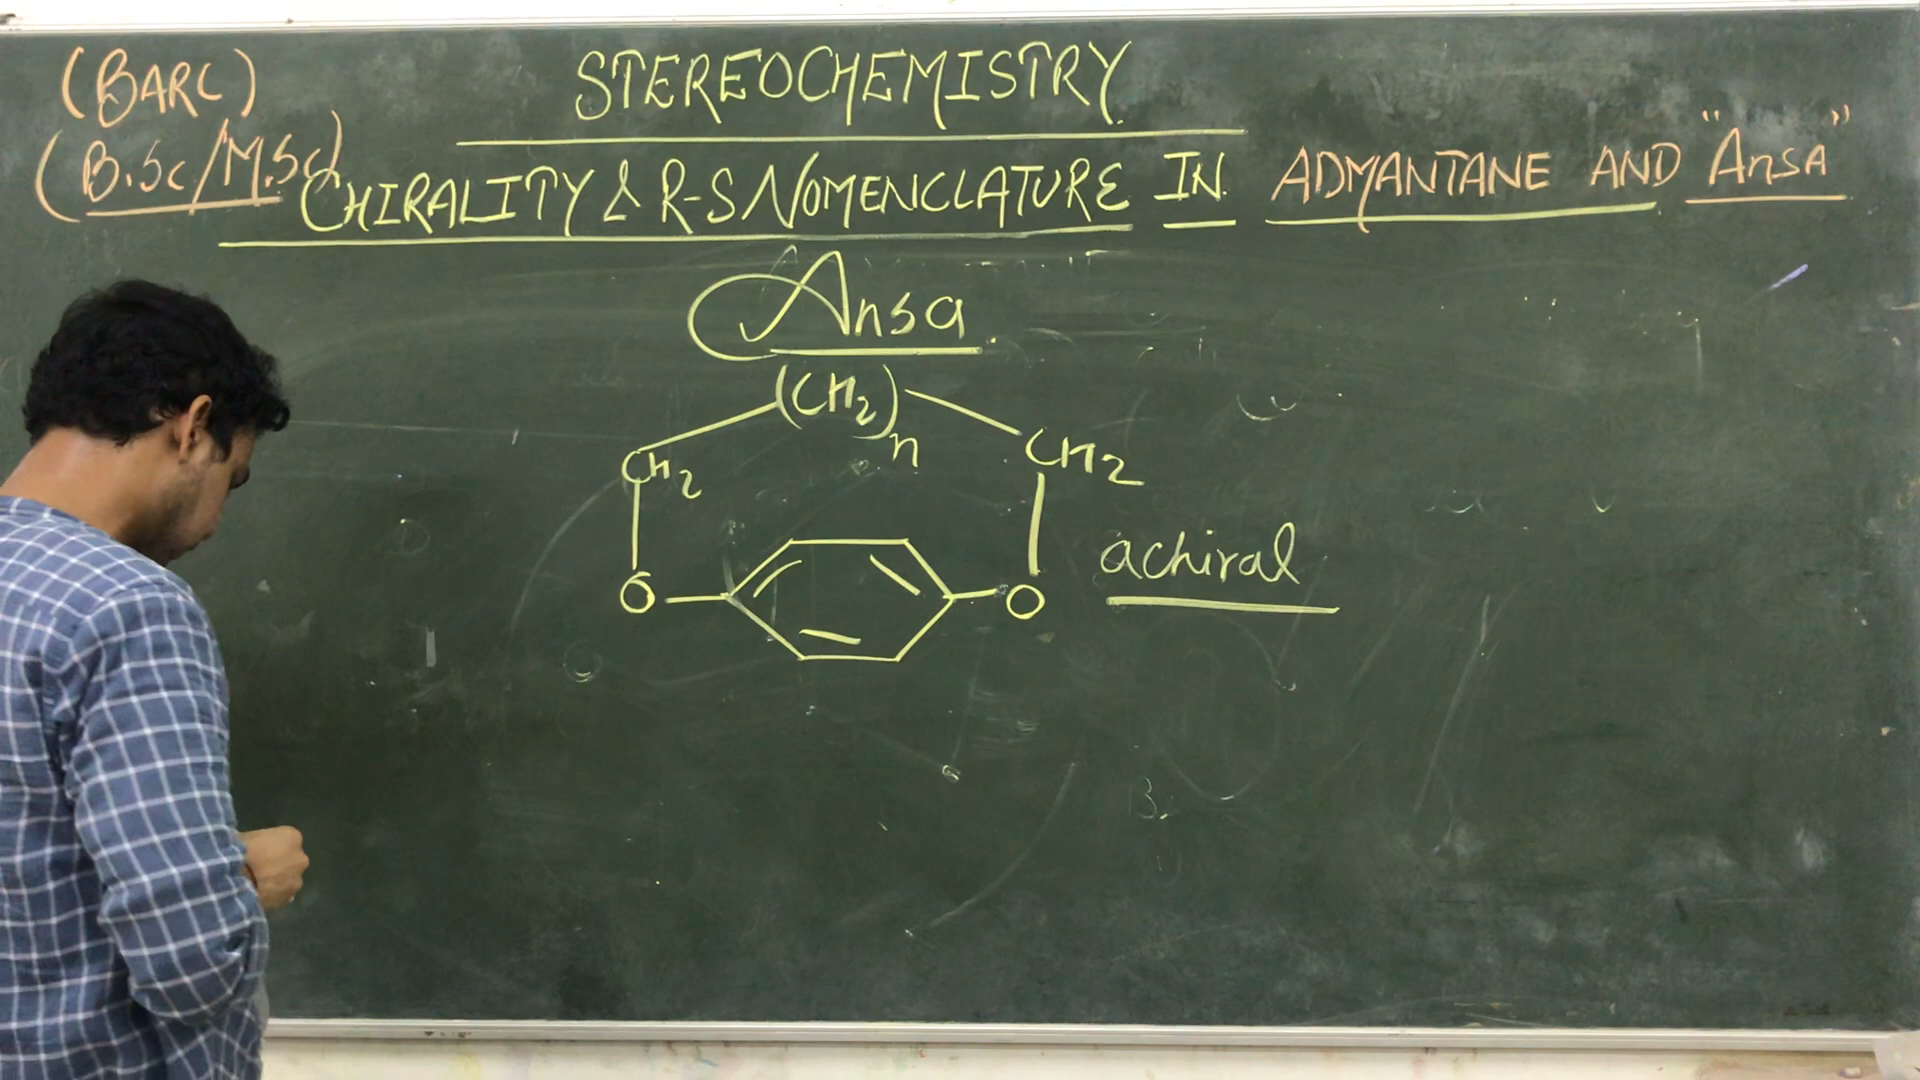 (BARC)
STEREOCHEMISTRY
(B.Sc/M.Sc)
CHIRALITY & R-S NOMENCLATURE IN ADMANTANE AND "Ansa"
Ansa
(CH2)n
CH2
CH2
achiral
O
O